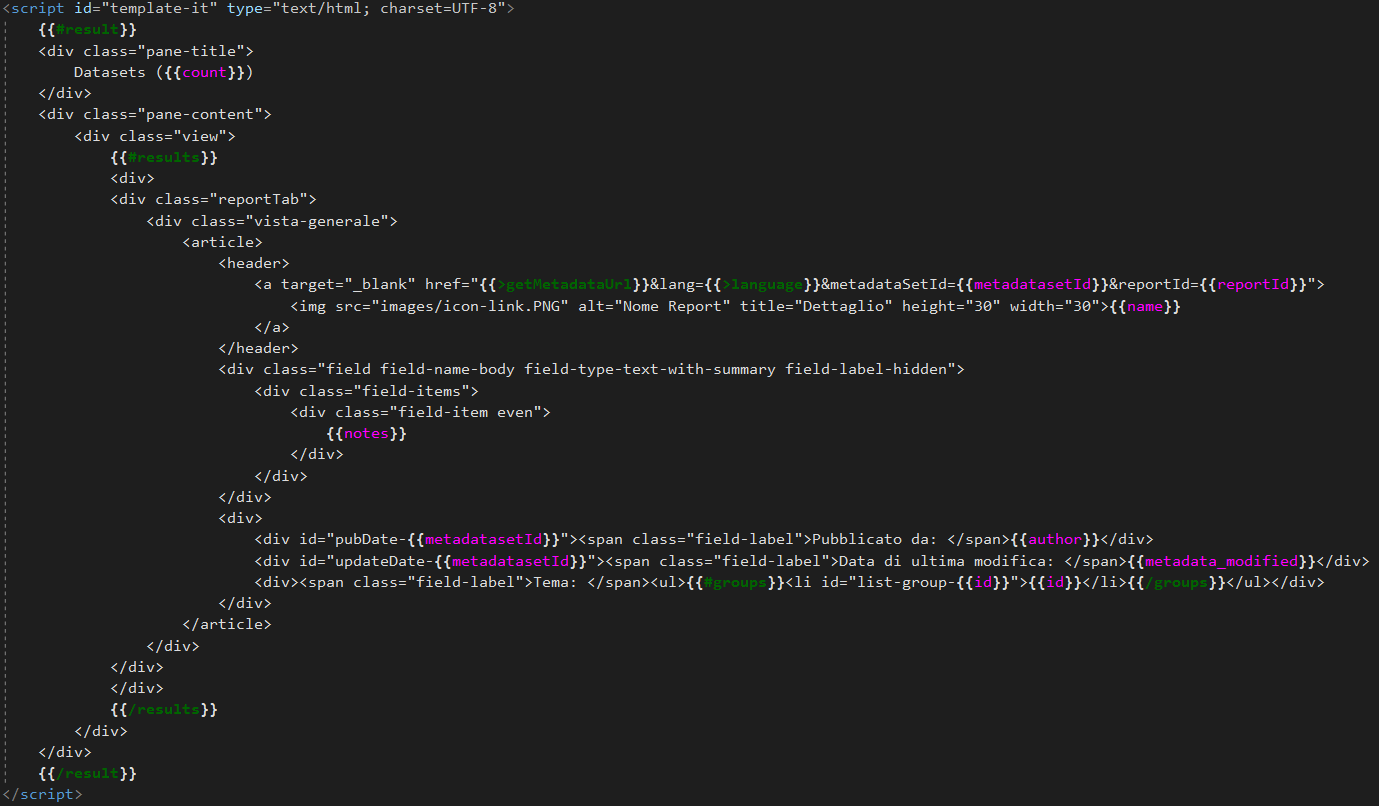 <script id="template-it" type="text/html; charset=UTF-8">
    {{#result}}
    <div class="pane-title">
        Datasets ({{count}})
    </div>
    <div class="pane-content">
        <div class="view">
            {{#results}}
            <div>
            <div class="reportTab">
                <div class="vista-generale">
                    <article>
                        <header>
                            <a target="_blank" href="{{>getMetadataUrl}}&lang={{>language}}&metadataSetId={{metadatasetId}}&reportId={{reportId}}">
                                <img src="images/icon-link.PNG" alt="Nome Report" title="Dettaglio" height="30" width="30">{{name}}
                            </a>
                        </header>
                        <div class="field field-name-body field-type-text-with-summary field-label-hidden">
                            <div class="field-items">
                                <div class="field-item even">
                                    {{notes}}
                                </div>
                            </div>
                        </div>
                        <div>
                            <div id="pubDate-{{metadatasetId}}"><span class="field-label">Pubblicato da: </span>{{author}}</div>
                            <div id="updateDate-{{metadatasetId}}"><span class="field-label">Data di ultima modifica: </span>{{metadata_modified}}</div>
                            <div><span class="field-label">Tema: </span><ul>{{#groups}}<li id="list-group-{{id}}">{{id}}</li>{{/groups}}</ul></div>
                        </div>
                    </article>
                </div>
            </div>
            </div>
            {{/results}}
        </div>
    </div>
    {{/result}}
</script>